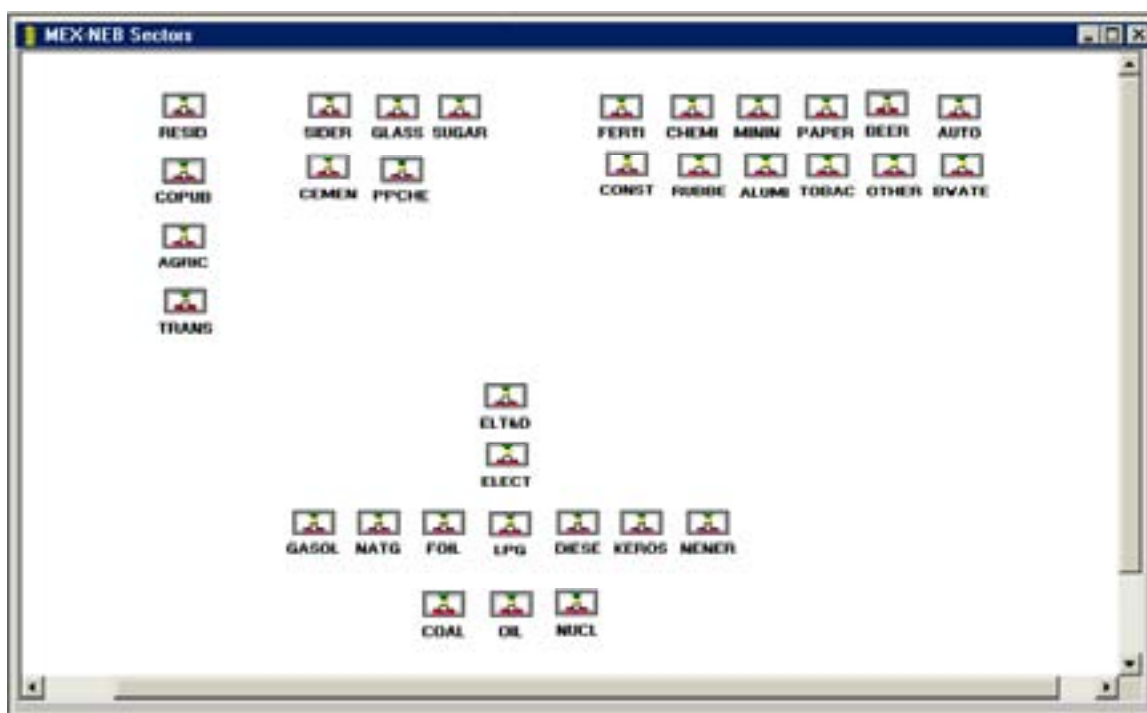 MEX-NEB Sectors
RESID SIDER GLASS SUGAR FERTI CHEMI MININ PAPER BEER AUTO
COPUB CEMEN PPCHE CONST RUBBE ALUMI TOBAC OTHER BWATE
AGRIC
TRANS
ELT&D
ELECT
GASOL NATG FOIL LPG DIESE KEROS NENER
COAL OIL NUCL